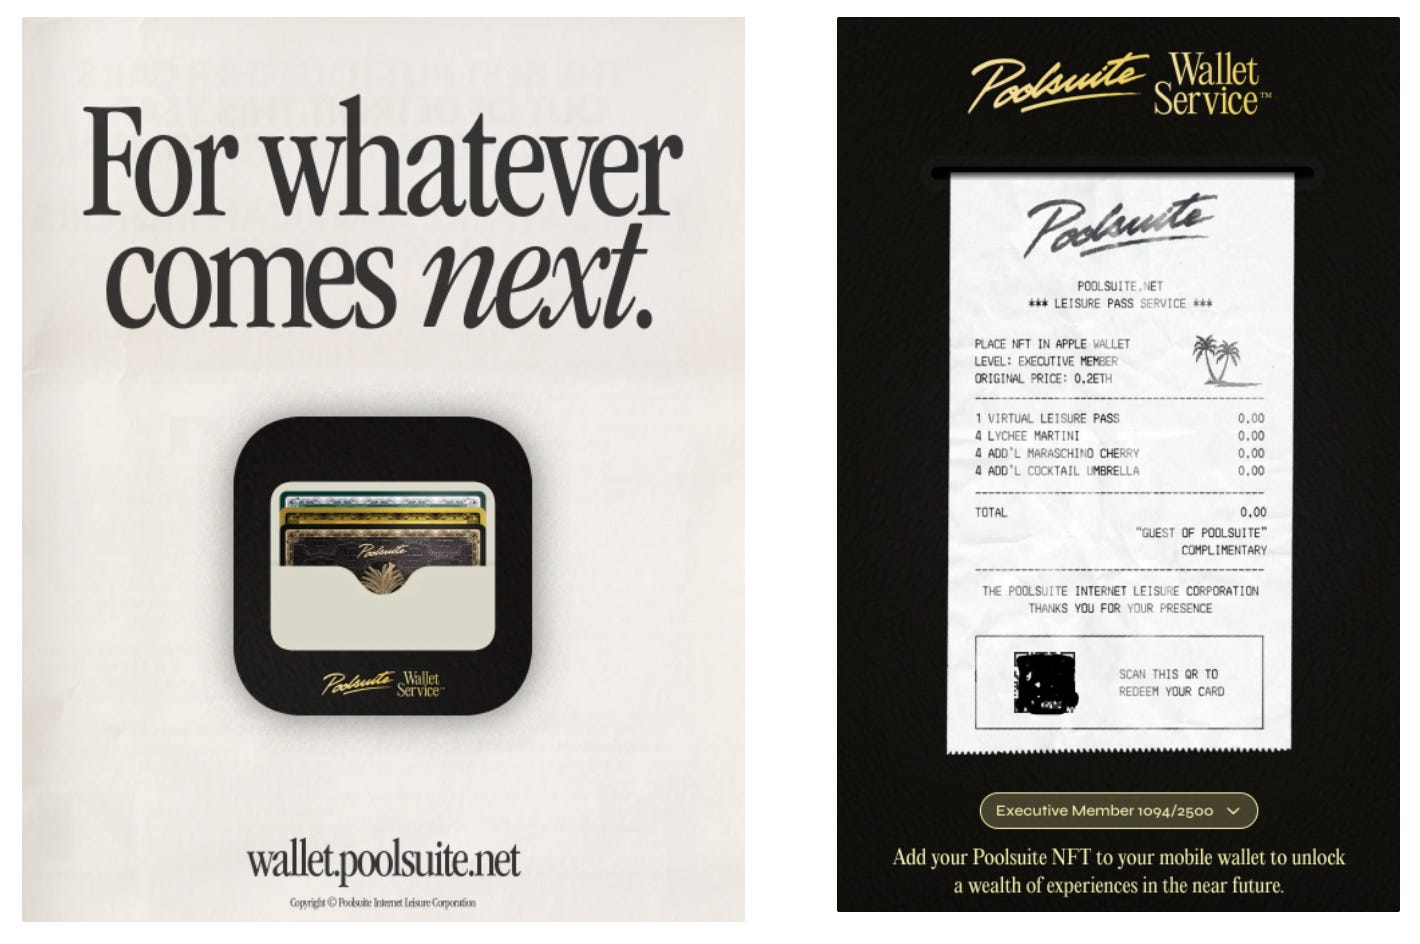 For whatever
comes next.
Poolsuite
Poolsuite Wallet
Service
wallet.poolsuite.net
Copyright © Poolsuite Internet Leisure Corporation
Poolsuite Wallet
Service™
Poolsuite
POOLSUITE.NET
*** LEISURE PASS SERVICE ***
PLACE NFT IN APPLE WALLET
LEVEL: EXECUTIVE MEMBER
ORIGINAL PRICE: 0.2ETH
1 VIRTUAL LEISURE PASS 0.00
4 LYCHEE MARTINI 0.00
4 ADD'L MARASCHINO CHERRY 0.00
4 ADD'L COCKTAIL UMBRELLA 0.00
TOTAL 0.00
"GUEST OF POOLSUITE"
COMPLIMENTARY
THE POOLSUITE INTERNET LEISURE CORPORATION
THANKS YOU FOR YOUR PRESENCE
SCAN THIS QR TO
REDEEM YOUR CARD
Executive Member 1094/2500
Add your Poolsuite NFT to your mobile wallet to unlock
a wealth of experiences in the near future.